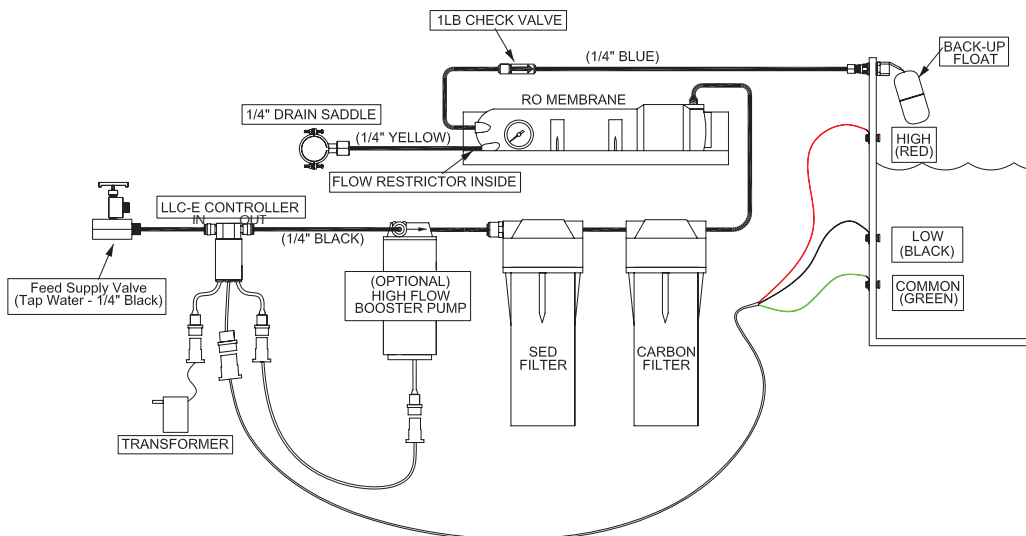 1LB CHECK VALVE
(1/4" BLUE)
BACK-UP
FLOAT
RO MEMBRANE
1/4" DRAIN SADDLE
(1/4" YELLOW)
HIGH
(RED)
FLOW RESTRICTOR INSIDE
LLC-E CONTROLLER
IN
OUT
(1/4" BLACK)
LOW
(BLACK)
Feed Supply Valve
(Tap Water - 1/4" Black)
(OPTIONAL)
HIGH FLOW
BOOSTER PUMP
COMMON
(GREEN)
SED
FILTER
CARBON
FILTER
TRANSFORMER